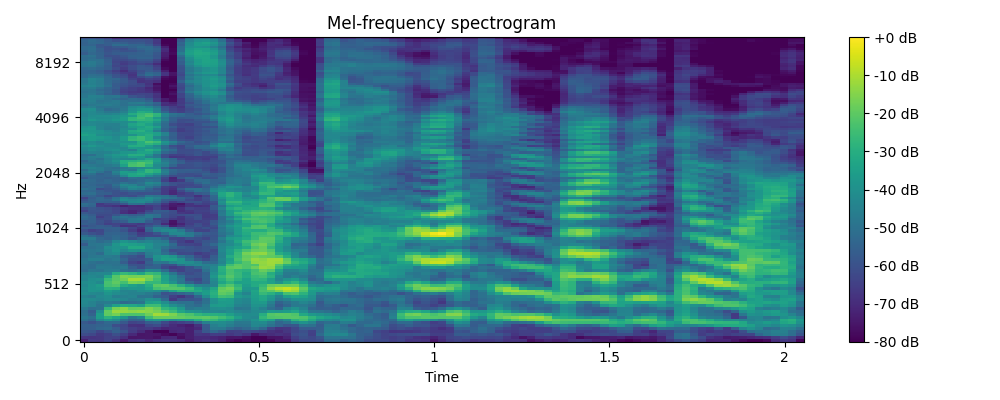 Mel-frequency spectrogram
8192
4096
2048
1024
512
0
Hz
0
0.5
1
1.5
2
Time
+0 dB
-10 dB
-20 dB
-30 dB
-40 dB
-50 dB
-60 dB
-70 dB
-80 dB